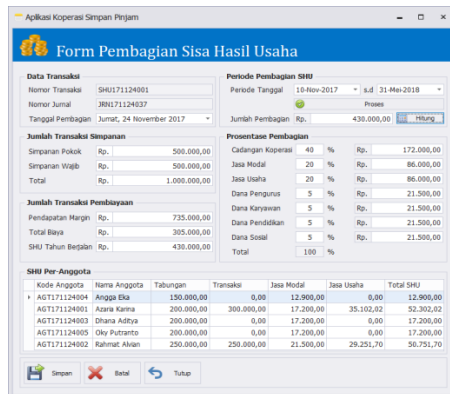 Aplikasi Koperasi Simpan Pinjam
Form Pembagian Sisa Hasil Usaha
Data Transaksi
Nomor Transaksi SHU171124001
Nomor Jurnal JRN171124037
Tanggal Pembagian Jumat, 24 November 2017
Periode Pembagian SHU
Periode Tanggal 10-Nov-2017 s.d 31-Mei-2018
Proses
Jumlah Pembagian Rp. 430.000,00 Hitung
Jumlah Transaksi Simpanan
Simpanan Pokok Rp. 500.000,00
Simpanan Wajib Rp. 500.000,00
Total Rp. 1.000.000,00
Jumlah Transaksi Pembiayaan
Pendapatan Margin Rp. 735.000,00
Total Biaya Rp. 305.000,00
SHU Tahun Berjalan Rp. 430.000,00
Prosentase Pembagian
Cadangan Koperasi 40 % Rp. 172.000,00
Jasa Modal 20 % Rp. 86.000,00
Jasa Usaha 20 % Rp. 86.000,00
Dana Pengurus 5 % Rp. 21.500,00
Dana Karyawan 5 % Rp. 21.500,00
Dana Pendidikan 5 % Rp. 21.500,00
Dana Sosial 5 % Rp. 21.500,00
Total 100 %
SHU Per-Anggota
Kode Anggota Nama Anggota Tabungan Transaksi Jasa Modal Jasa Usaha Total SHU
AGT171124004 Angga Eka 150.000,00 0,00 12.900,00 0,00 12.900,00
AGT171124001 Azaria Karina 200.000,00 300.000,00 17.200,00 35.102,02 52.302,02
AGT171124003 Dhana Aditya 200.000,00 0,00 17.200,00 0,00 17.200,00
AGT171124005 Oky Putranto 200.000,00 0,00 17.200,00 0,00 17.200,00
AGT171124002 Rahmat Alvian 250.000,00 250.000,00 21.500,00 29.251,70 50.751,70
Simpan Batal Tutup